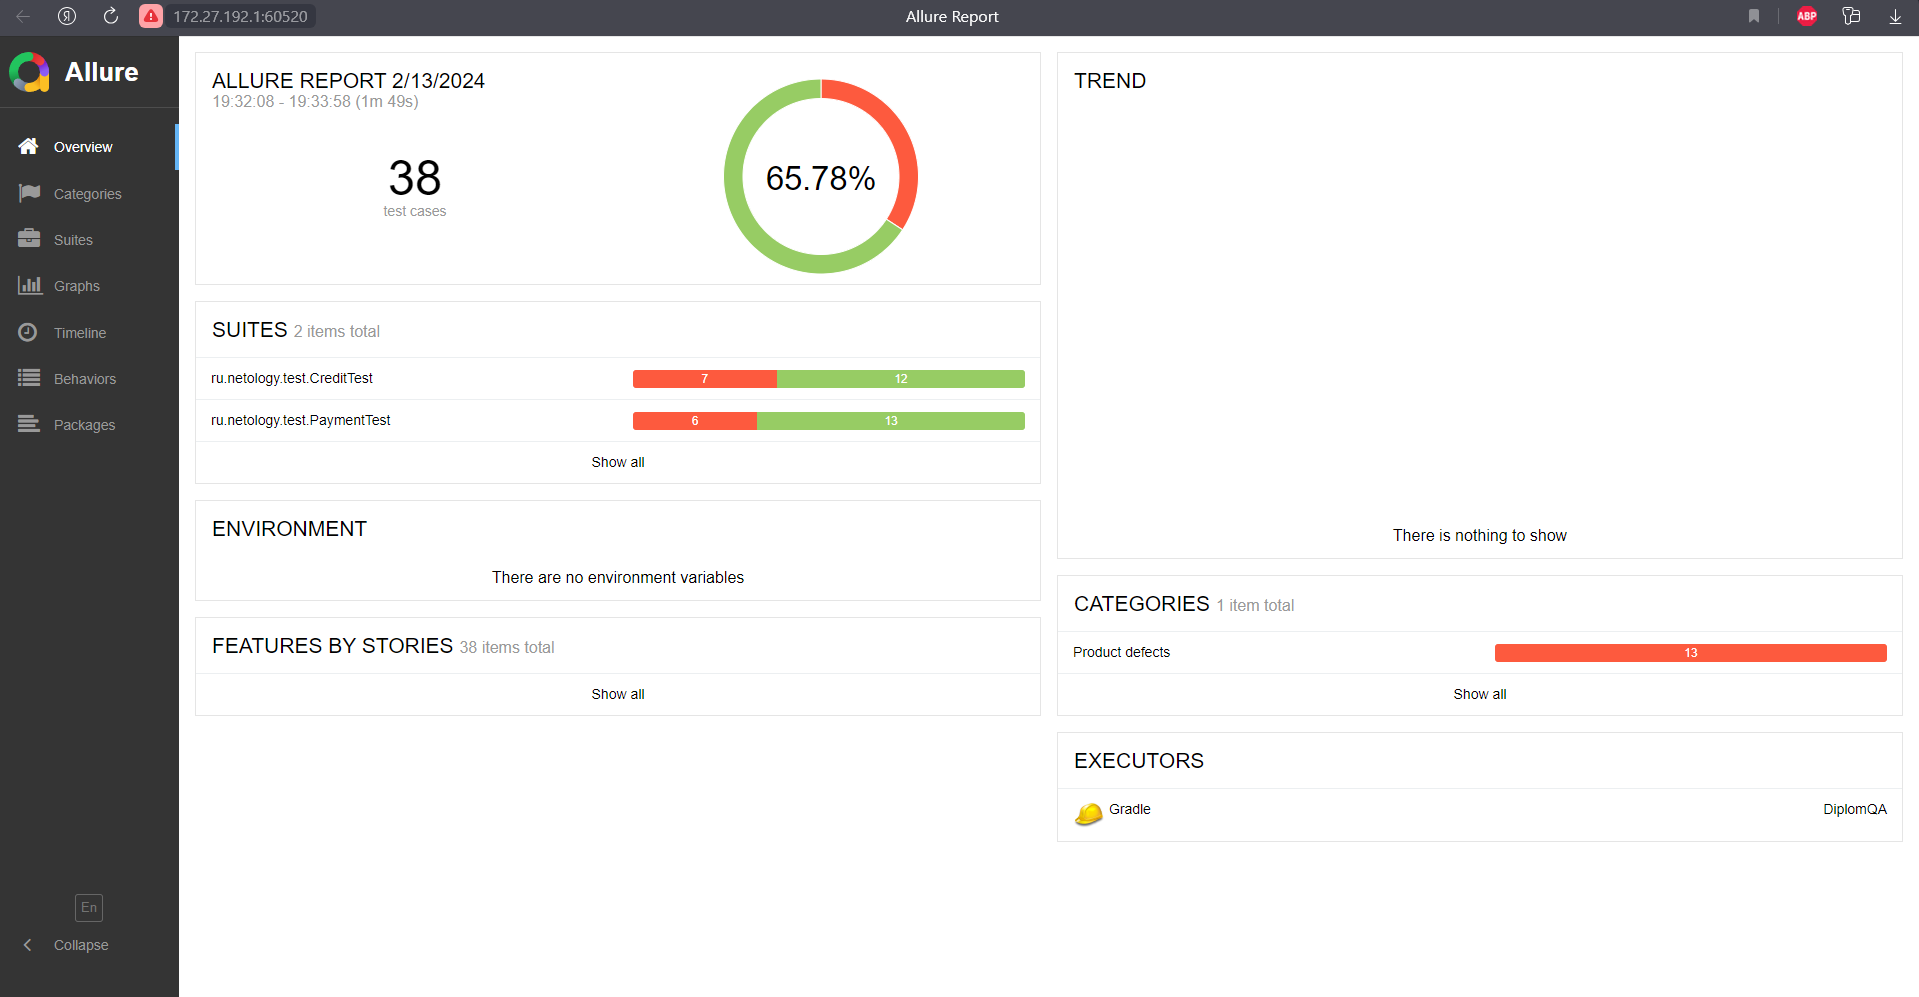 172.27.192.1:60520
Allure Report
ABP
Allure
Overview
Categories
Suites
Graphs
Timeline
Behaviors
Packages
En
Collapse
ALLURE REPORT 2/13/2024
19:32:08 - 19:33:58 (1m 49s)
38
test cases
65.78%
SUITES 2 items total
ru.netology.test.CreditTest 7 12
ru.netology.test.PaymentTest 6 13
Show all
ENVIRONMENT
There are no environment variables
FEATURES BY STORIES 38 items total
Show all
TREND
There is nothing to show
CATEGORIES 1 item total
Product defects 13
Show all
EXECUTORS
Gradle DiplomQA